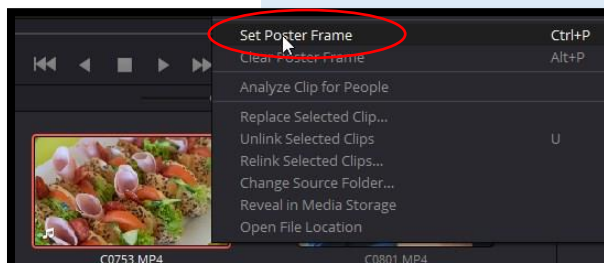 Set Poster Frame Ctrl+P
Clear Poster Frame Alt+P
Analyze Clip for People
Replace Selected Clip...
Unlink Selected Clips U
Relink Selected Clips...
Change Source Folder...
Reveal in Media Storage
Open File Location
C0753.MP4 C0801.MP4